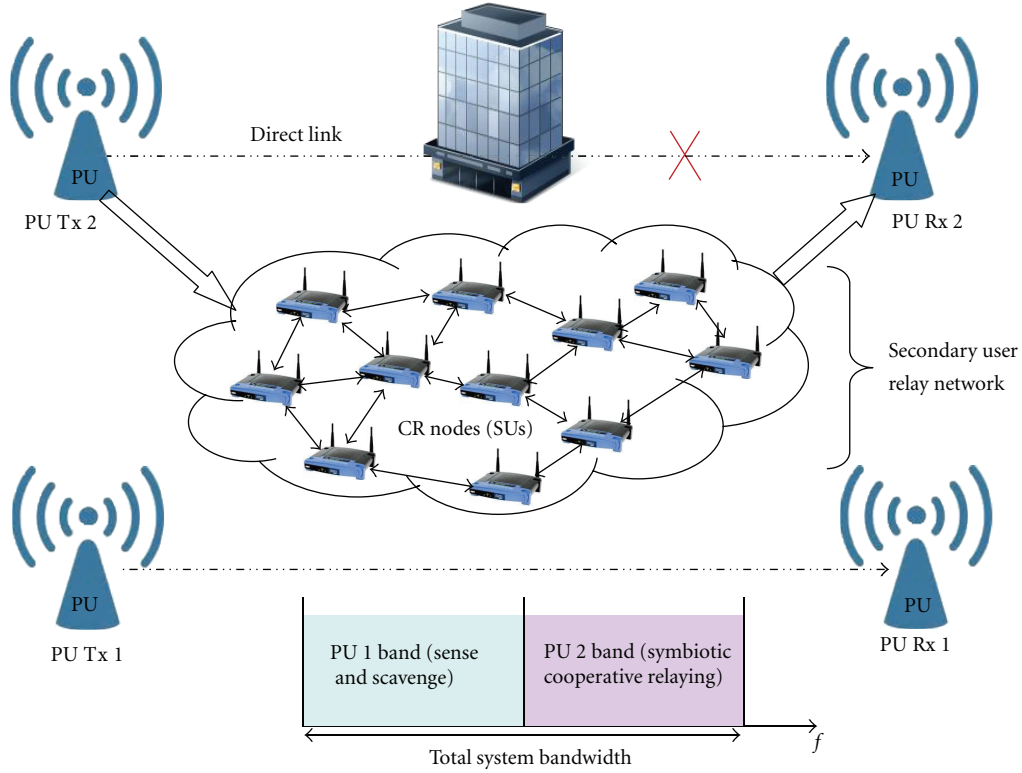 Direct link
PU
PU
PU Tx 2
PU Rx 2
Secondary user
relay network
CR nodes (SUs)
PU
PU
PU Tx 1
PU Rx 1
PU 1 band (sense
and scavenge)
PU 2 band (symbiotic
cooperative relaying)
f
Total system bandwidth